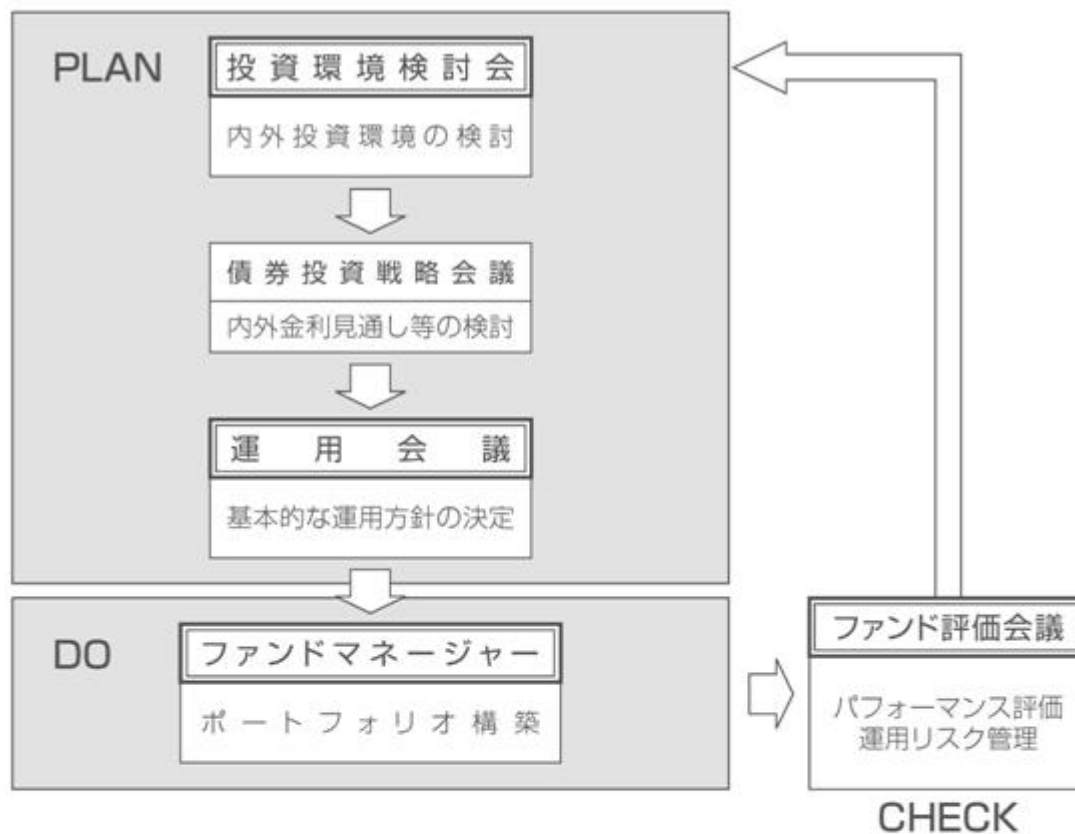 PLAN
投資環境検討会
内外投資環境の検討
債券投資戦略会議
内外金利見通し等の検討
運用会議
基本的な運用方針の決定
DO
ファンドマネージャー
ポートフォリオ構築
ファンド評価会議
パフォーマンス評価
運用リスク管理
CHECK